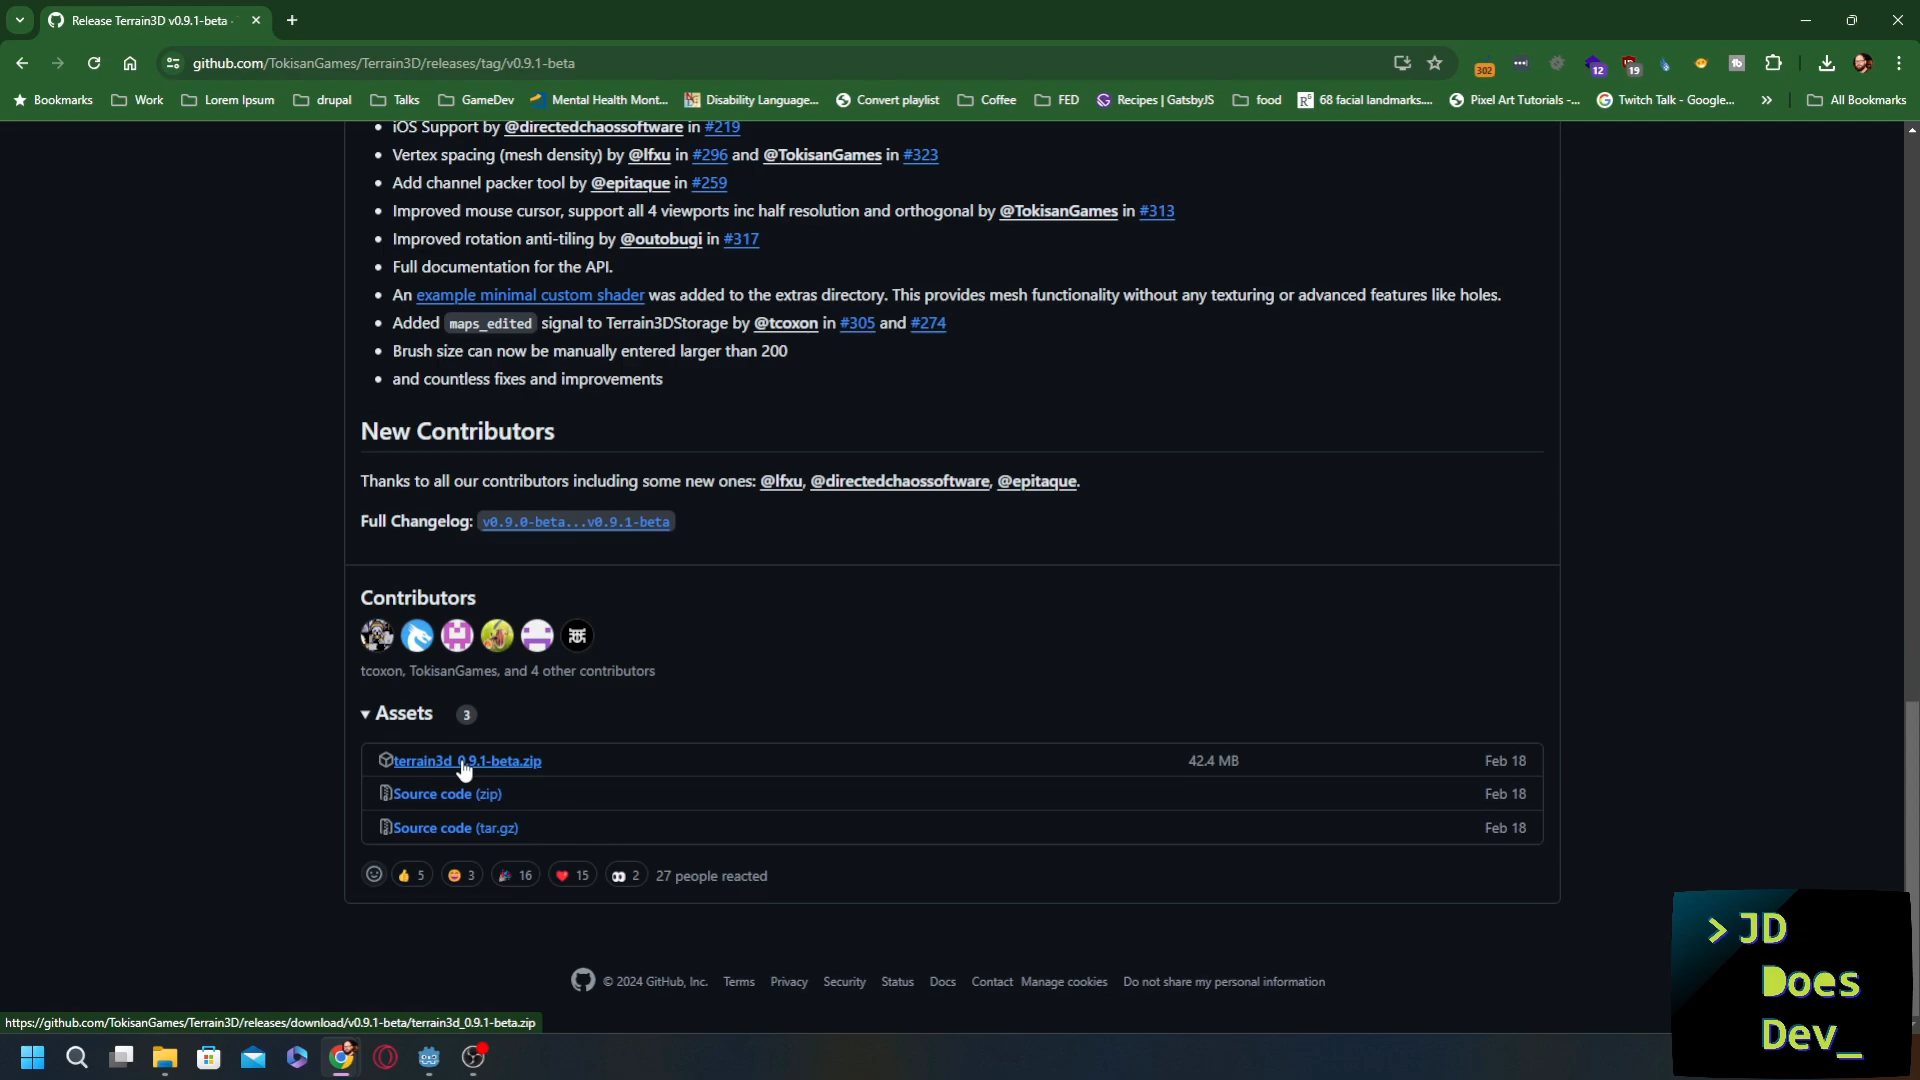 Release Terrain3D v0.9.1-beta
github.com/TokisanGames/Terrain3D/releases/tag/v0.9.1-beta
302
12
19
Bookmarks
Work
Lorem Ipsum
drupal
Talks
GameDev
Mental Health Mont...
Disability Language...
Convert playlist
Coffee
FED
Recipes | GatsbyJS
food
68 facial landmarks....
Pixel Art Tutorials -...
Twitch Talk - Google...
»
All Bookmarks
• iOS Support by @directedchaossoftware in #219
• Vertex spacing (mesh density) by @lfxu in #296 and @TokisanGames in #323
• Add channel packer tool by @epitaque in #259
• Improved mouse cursor, support all 4 viewports inc half resolution and orthogonal by @TokisanGames in #313
• Improved rotation anti-tiling by @outobugi in #317
• Full documentation for the API.
• An example minimal custom shader was added to the extras directory. This provides mesh functionality without any texturing or advanced features like holes.
• Added maps_edited signal to Terrain3DStorage by @tcoxon in #305 and #274
• Brush size can now be manually entered larger than 200
• and countless fixes and improvements
New Contributors
Thanks to all our contributors including some new ones: @lfxu, @directedchaossoftware, @epitaque.
Full Changelog: v0.9.0-beta...v0.9.1-beta
Contributors
tcoxon, TokisanGames, and 4 other contributors
Assets 3
terrain3d_0.9.1-beta.zip 42.4 MB Feb 18
Source code (zip) Feb 18
Source code (tar.gz) Feb 18
5 3 16 15 2 27 people reacted
© 2024 GitHub, Inc. Terms Privacy Security Status Docs Contact Manage cookies Do not share my personal information
https://github.com/TokisanGames/Terrain3D/releases/download/v0.9.1-beta/terrain3d_0.9.1-beta.zip
> JD
Does
Dev_